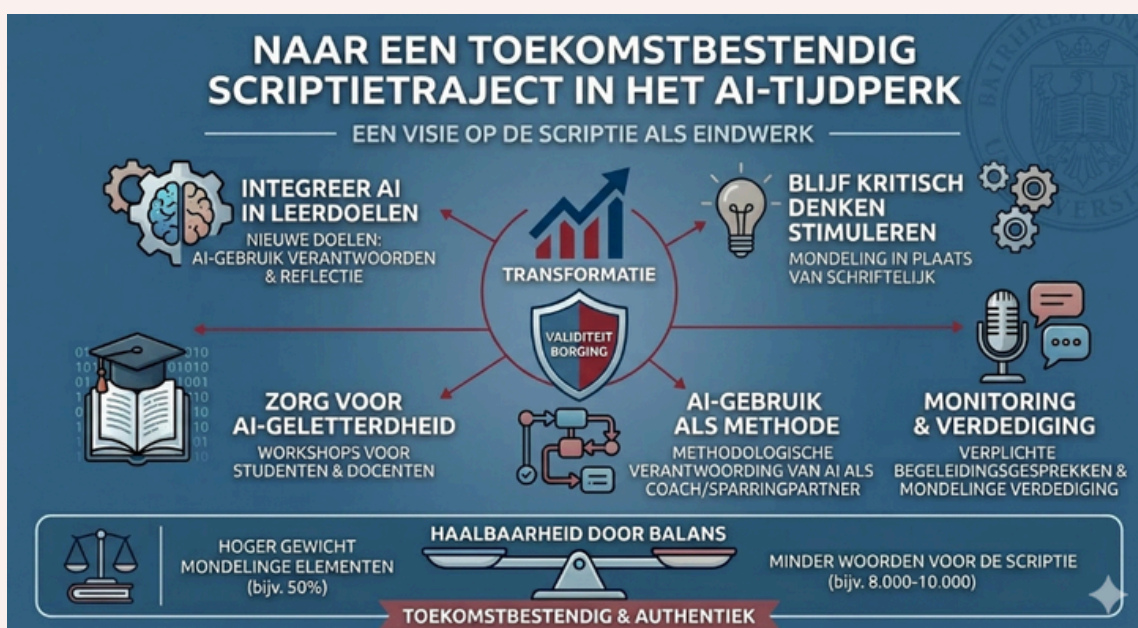 NAAR EEN TOEKOMSTBESTENDIG
SCRIPTIETRAJECT IN HET AI-TIJDPERK
EEN VISIE OP DE SCRIPTIE ALS EINDWERK
INTEGREER AI
IN LEERDOELEN
NIEUWE DOELEN:
AI-GEBRUIK VERANTWOORDEN
& REFLECTIE
TRANSFORMATIE
VALIDITEIT
BORGING
BLIJF KRITISCH
DENKEN
STIMULEREN
MONDELING IN PLAATS
VAN SCHRIFTELIJK
ZORG VOOR
AI-GELETTERDHEID
WORKSHOPS VOOR
STUDENTEN & DOCENTEN
AI-GEBRUIK
ALS METHODE
METHODOLOGISCHE
VERANTWOORDING VAN AI ALS
COACH/SPARRINGPARTNER
MONITORING
& VERDEDIGING
VERPLICHTE
BEGELEIDINGSGESPREKKEN &
MONDELINGE VERDEDIGING
HAALBAARHEID DOOR BALANS
HOGER GEWICHT
MONDELINGE ELEMENTEN
(bijv. 50%)
MINDER WOORDEN VOOR DE SCRIPTIE
(bijv. 8.000-10.000)
TOEKOMSTBESTENDIG & AUTHENTIEK